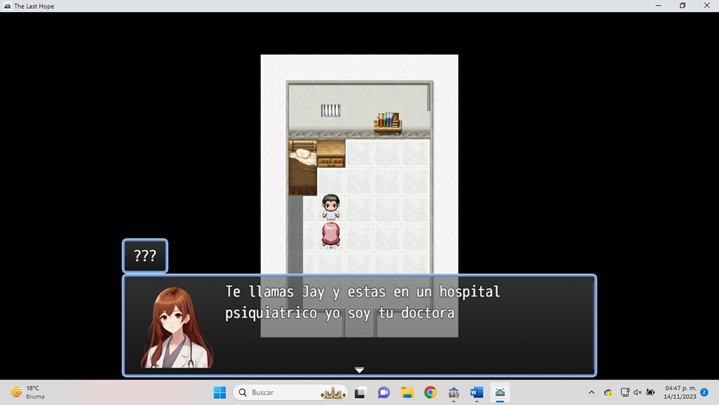 The Last Hope
???
Te llamas Jay y estas en un hospital
psiquiatrico yo soy tu doctora
18°C
Bruma
Buscar
04:47 p. m.
14/11/2023
2